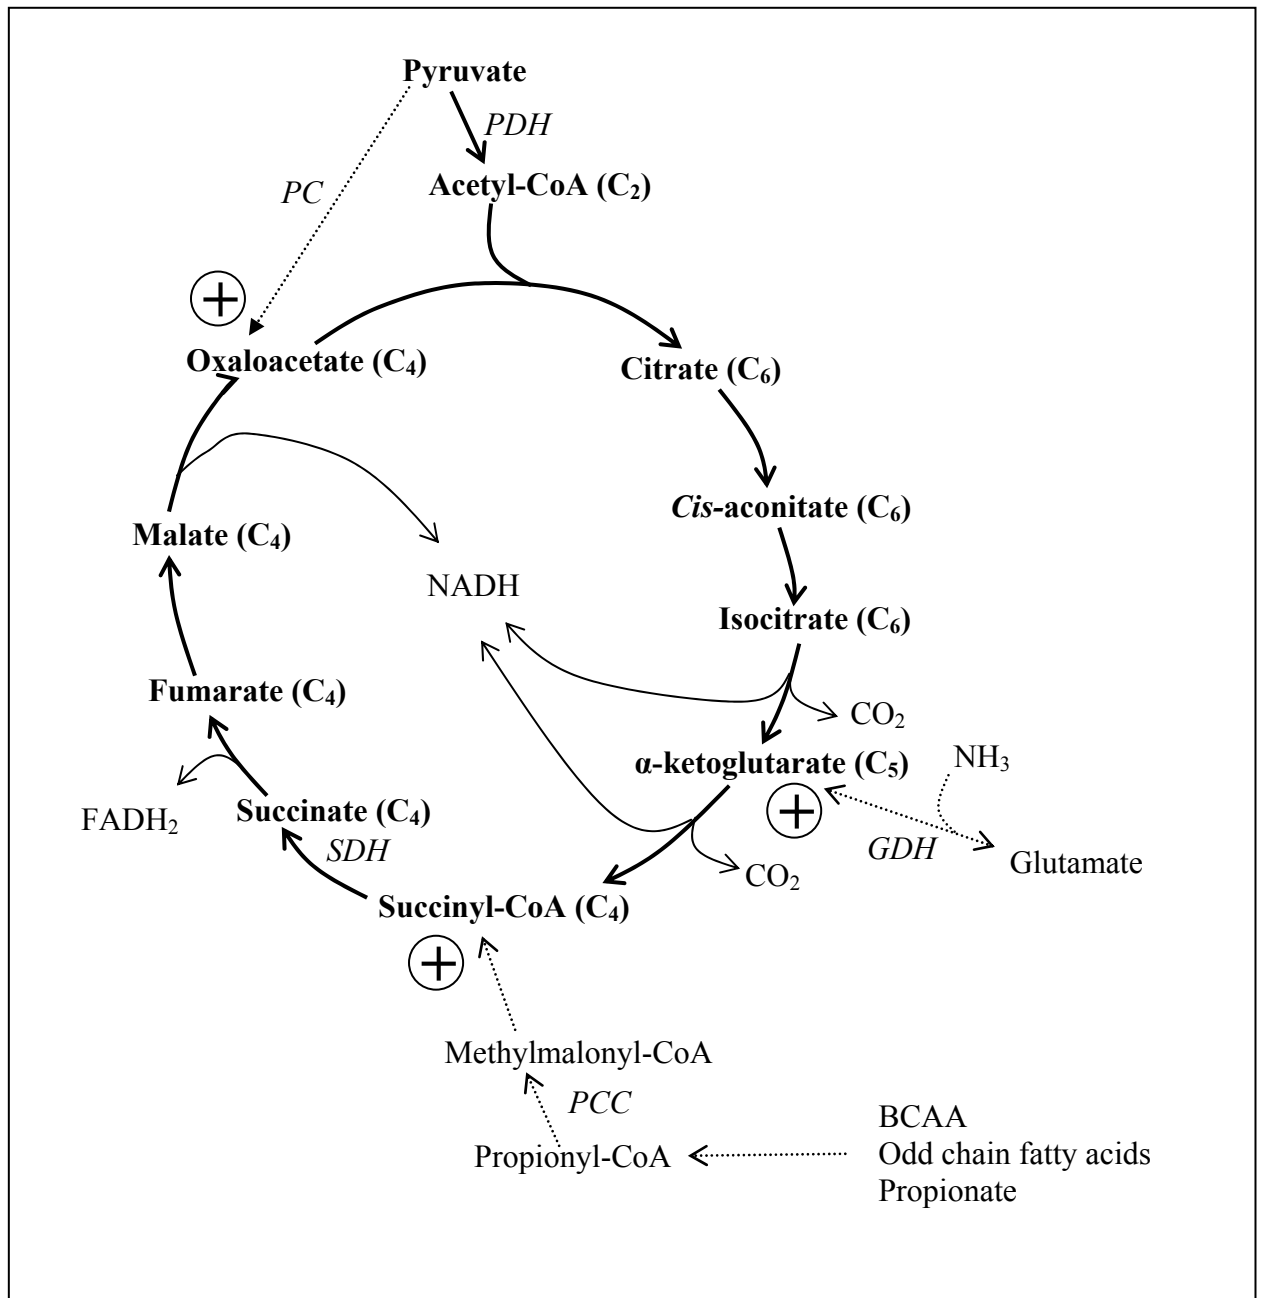 Pyruvate
PDH
Acetyl-CoA (C₂)
PC
+
Oxaloacetate (C₄)
Citrate (C₆)
Cis-aconitate (C₆)
Malate (C₄)
NADH
Isocitrate (C₆)
Fumarate (C₄)
CO₂
α-ketoglutarate (C₅)
NH₃
+
FADH₂
Succinate (C₄)
SDH
GDH
Glutamate
CO₂
Succinyl-CoA (C₄)
+
Methylmalonyl-CoA
PCC
BCAA
Propionyl-CoA
Odd chain fatty acids
Propionate